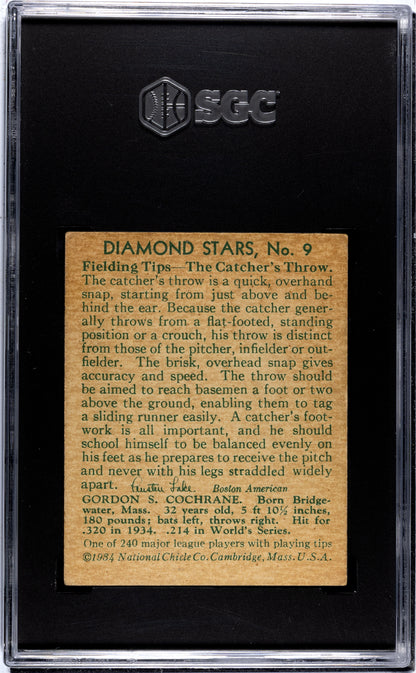 SGC
DIAMOND STARS, No. 9
Fielding Tips—The Catcher's Throw.
The catcher's throw is a quick, overhand
snap, starting from just above and be-
hind the ear. Because the catcher gener-
ally throws from a flat-footed, standing
position or a crouch, his throw is distinct
from those of the pitcher, infielder or out-
fielder. The brisk, overhead snap gives
accuracy and speed. The throw should
be aimed to reach basemen a foot or two
above the ground, enabling them to tag
a sliding runner easily. A catcher's foot-
work is all important, and he should
school himself to be balanced evenly on
his feet as he prepares to receive the pitch
and never with his legs straddled widely
apart. Austen Lake Boston American
GORDON S. COCHRANE. Born Bridge-
water, Mass. 32 years old, 5 ft 10½ inches,
180 pounds; bats left, throws right. Hit for
.320 in 1934. .214 in World's Series.
One of 240 major league players with playing tips
©1934 National Chicle Co. Cambridge, Mass. U.S.A.